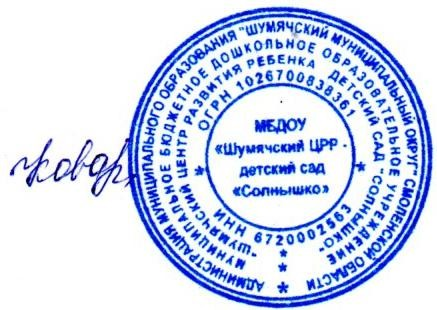 АДМИНИСТРАЦИЯ МУНИЦИПАЛЬНОГО ОБРАЗОВАНИЯ "ШУМЯЧСКИЙ МУНИЦИПАЛЬНЫЙ ОКРУГ" СМОЛЕНСКОЙ ОБЛАСТИ
МУНИЦИПАЛЬНОЕ БЮДЖЕТНОЕ ДОШКОЛЬНОЕ ОБРАЗОВАТЕЛЬНОЕ УЧРЕЖДЕНИЕ
"ШУМЯЧСКИЙ ЦЕНТР РАЗВИТИЯ РЕБЕНКА - ДЕТСКИЙ САД "СОЛНЫШКО"
ОГРН 1026700838361
ИНН 6720002563
МБДОУ
«Шумячский ЦРР -
детский сад
«Солнышко»